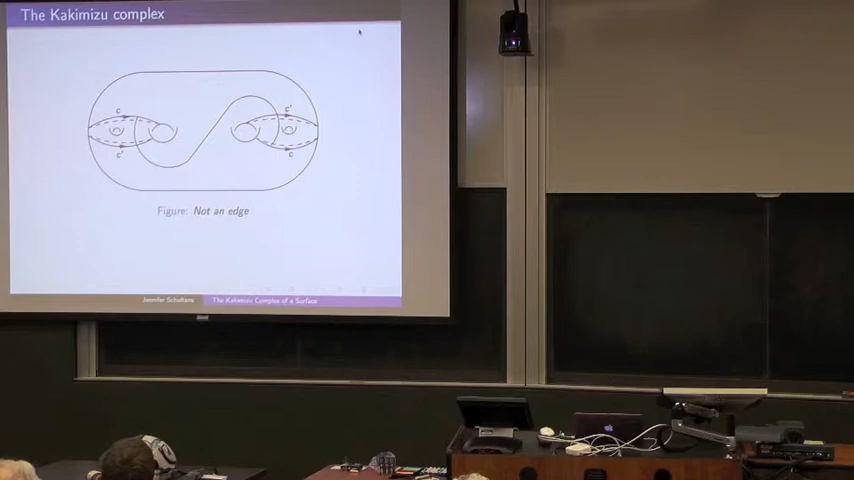 The Kakimizu complex
c
c'
c'
c
Figure: Not an edge
Jennifer Schultens
The Kakimizu Complex of a Surface